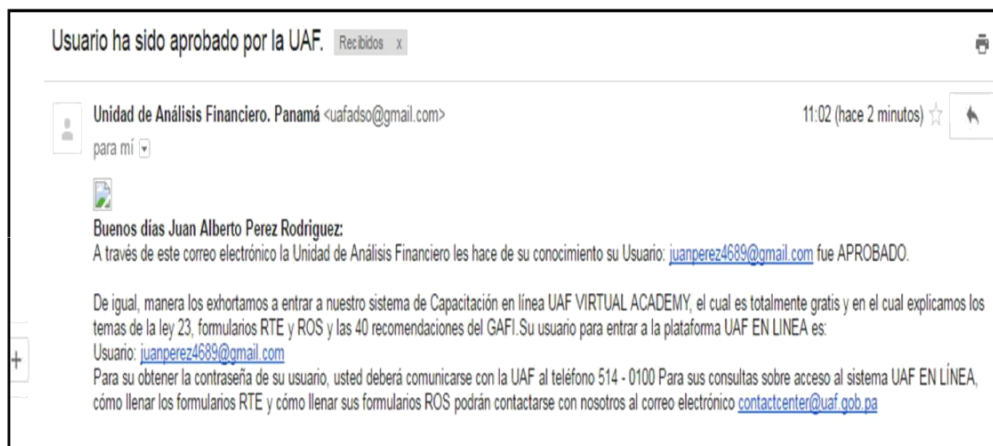 Usuario ha sido aprobado por la UAF. Recibidos x
Unidad de Análisis Financiero. Panamá <uafadso@gmail.com> 11:02 (hace 2 minutos)
para mí
Buenos días Juan Alberto Perez Rodriguez:
A través de este correo electrónico la Unidad de Análisis Financiero les hace de su conocimiento su Usuario: juanperez4689@gmail.com fue APROBADO.
De igual, manera los exhortamos a entrar a nuestro sistema de Capacitación en línea UAF VIRTUAL ACADEMY, el cual es totalmente gratis y en el cual explicamos los
temas de la ley 23, formularios RTE y ROS y las 40 recomendaciones del GAFI.Su usuario para entrar a la plataforma UAF EN LINEA es:
Usuario: juanperez4689@gmail.com
Para su obtener la contraseña de su usuario, usted deberá comunicarse con la UAF al teléfono 514 - 0100 Para sus consultas sobre acceso al sistema UAF EN LÍNEA,
cómo llenar los formularios RTE y cómo llenar sus formularios ROS podrán contactarse con nosotros al correo electrónico contactcenter@uaf.gob.pa